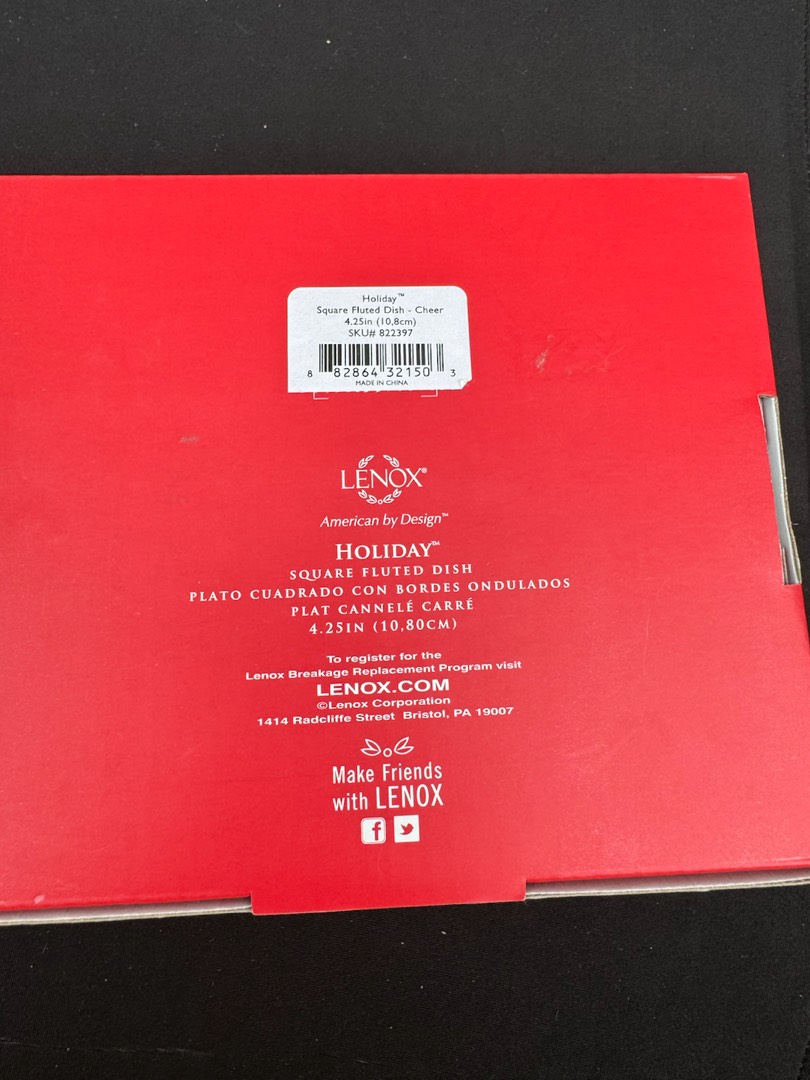 Holiday™
Square Fluted Dish - Cheer
4.25in (10,8cm)
SKU# 822397
8 82864 32150 3
MADE IN CHINA
LENOX®
American by Design™
HOLIDAY™
SQUARE FLUTED DISH
PLATO CUADRADO CON BORDES ONDULADOS
PLAT CANNELÉ CARRÉ
4.25IN (10,80CM)
To register for the
Lenox Breakage Replacement Program visit
LENOX.COM
©Lenox Corporation
1414 Radcliffe Street Bristol, PA 19007
Make Friends
with LENOX
f